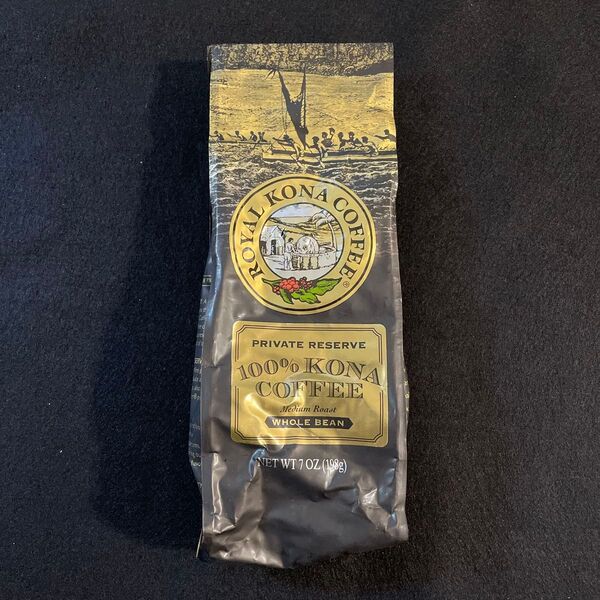 ROYAL KONA COFFEE
PRIVATE RESERVE
100% KONA
COFFEE
Medium Roast
WHOLE BEAN
NET WT 7 OZ (198g)